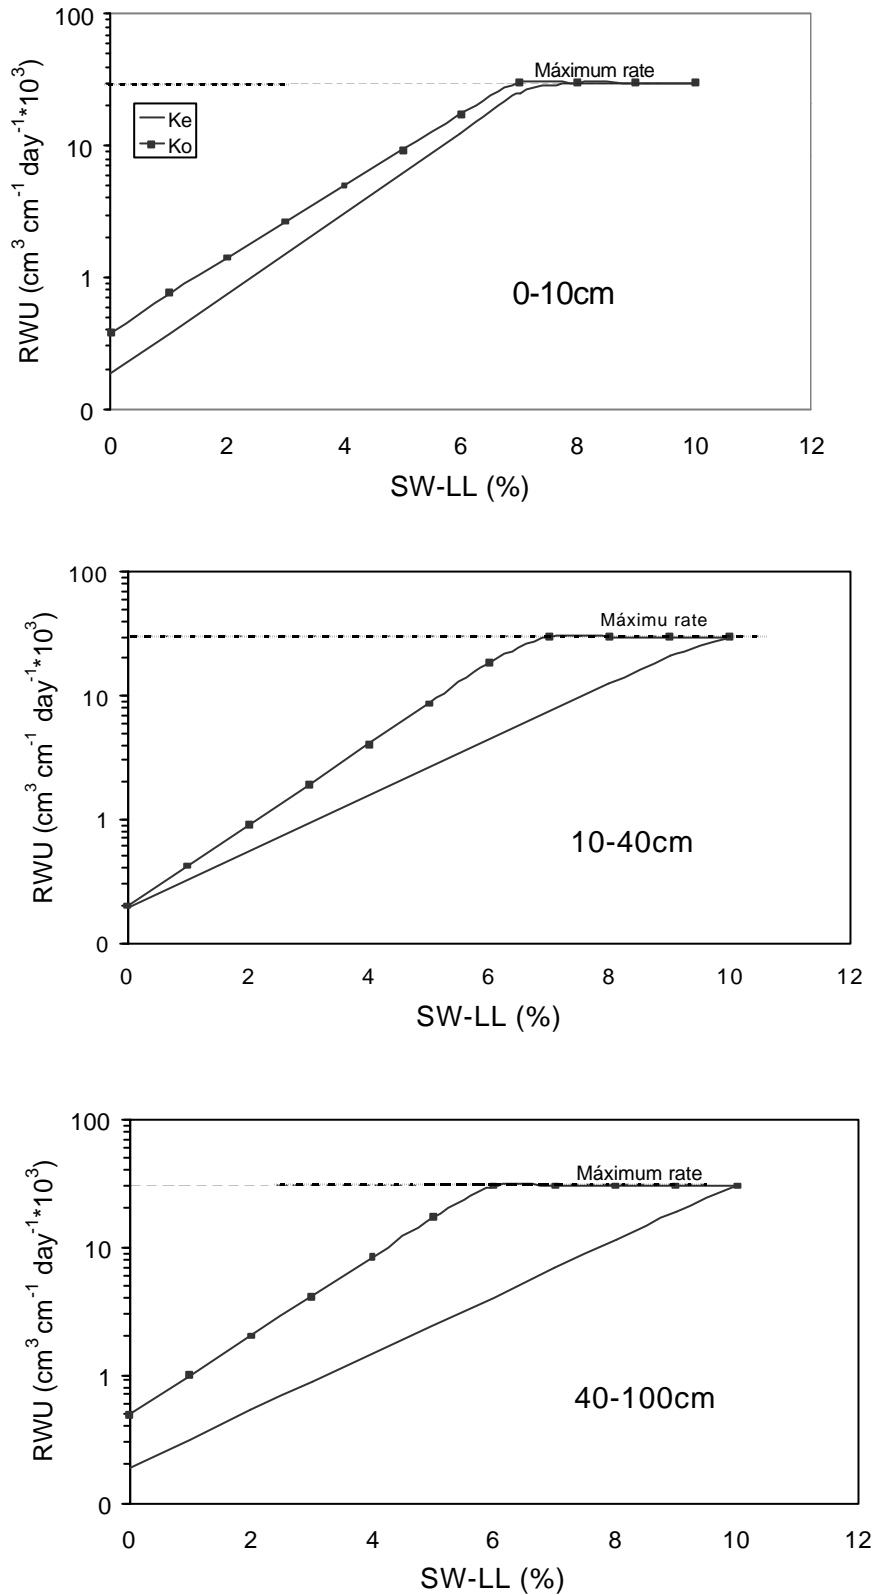 100
10
1
0
RWU (cm³ cm⁻¹ day⁻¹*10³)
Máximum rate
Ke
Ko
0-10cm
0 2 4 6 8 10 12
SW-LL (%)
100
10
1
0
RWU (cm³ cm⁻¹ day⁻¹*10³)
Máximu rate
10-40cm
0 2 4 6 8 10 12
SW-LL (%)
100
10
1
0
RWU (cm³ cm⁻¹ day⁻¹*10³)
Máximum rate
40-100cm
0 2 4 6 8 10 12
SW-LL (%)